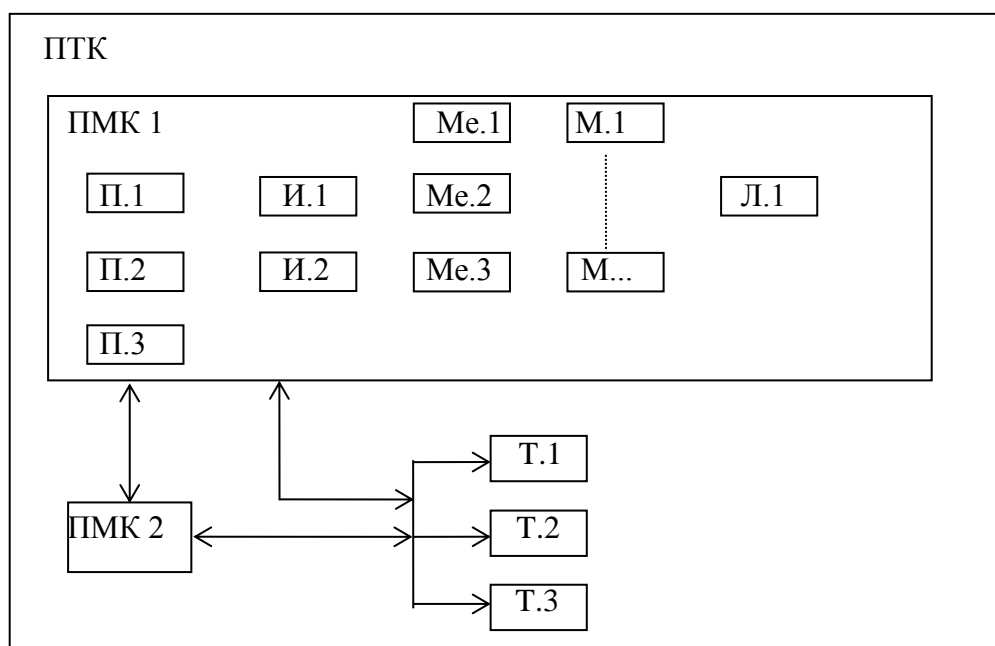 ПТК
ПМК 1
Ме.1
М.1
П.1
И.1
Ме.2
Л.1
П.2
И.2
Ме.3
М...
П.3
Т.1
ПМК 2
Т.2
Т.3